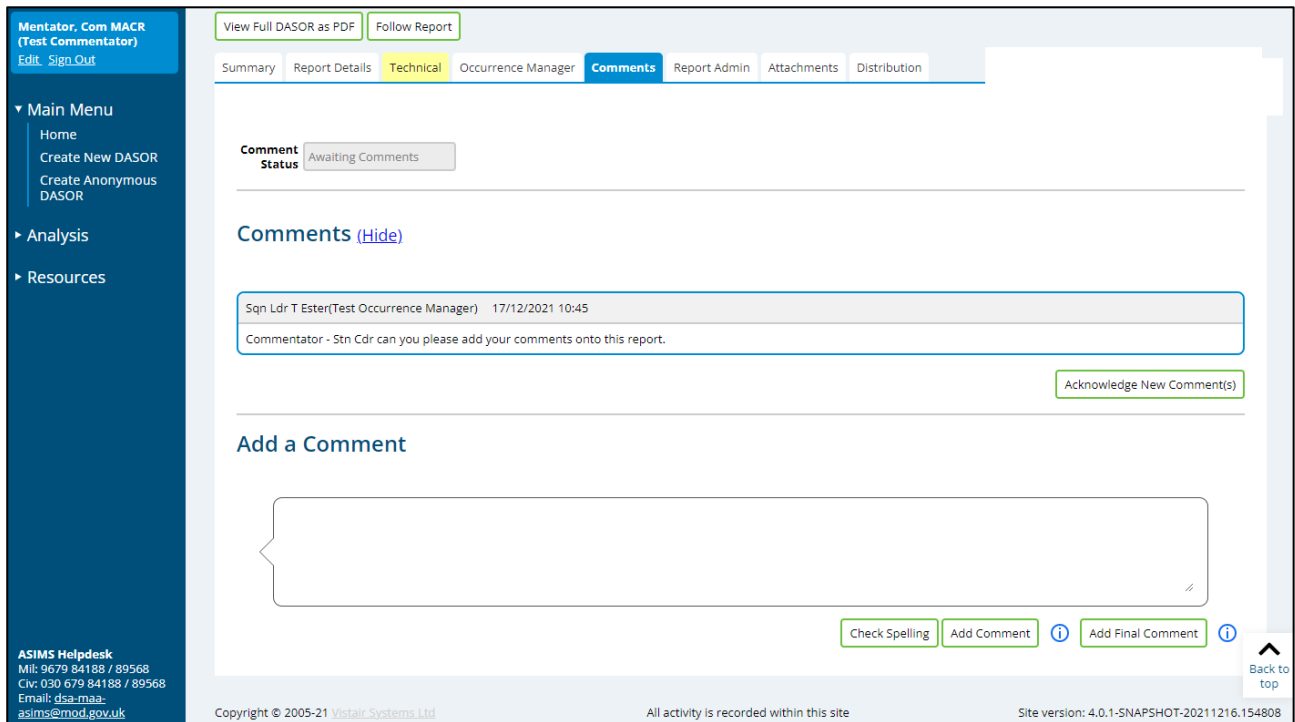 Mentator, Com MACR
(Test Commentator)
Edit Sign Out
Main Menu
Home
Create New DASOR
Create Anonymous
DASOR
Analysis
Resources
ASIMS Helpdesk
Mil: 9679 84188 / 89568
Civ: 030 679 84188 / 89568
Email: dsa-maa-
asims@mod.gov.uk
View Full DASOR as PDF Follow Report
Summary Report Details Technical Occurrence Manager Comments Report Admin Attachments Distribution
Comment
Status
Awaiting Comments
Comments (Hide)
Sqn Ldr T Ester(Test Occurrence Manager) 17/12/2021 10:45
Commentator - Stn Cdr can you please add your comments onto this report.
Acknowledge New Comment(s)
Add a Comment
Check Spelling Add Comment i Add Final Comment i
Back to
top
Copyright © 2005-21 Vistair Systems Ltd All activity is recorded within this site Site version: 4.0.1-SNAPSHOT-20211216.154808